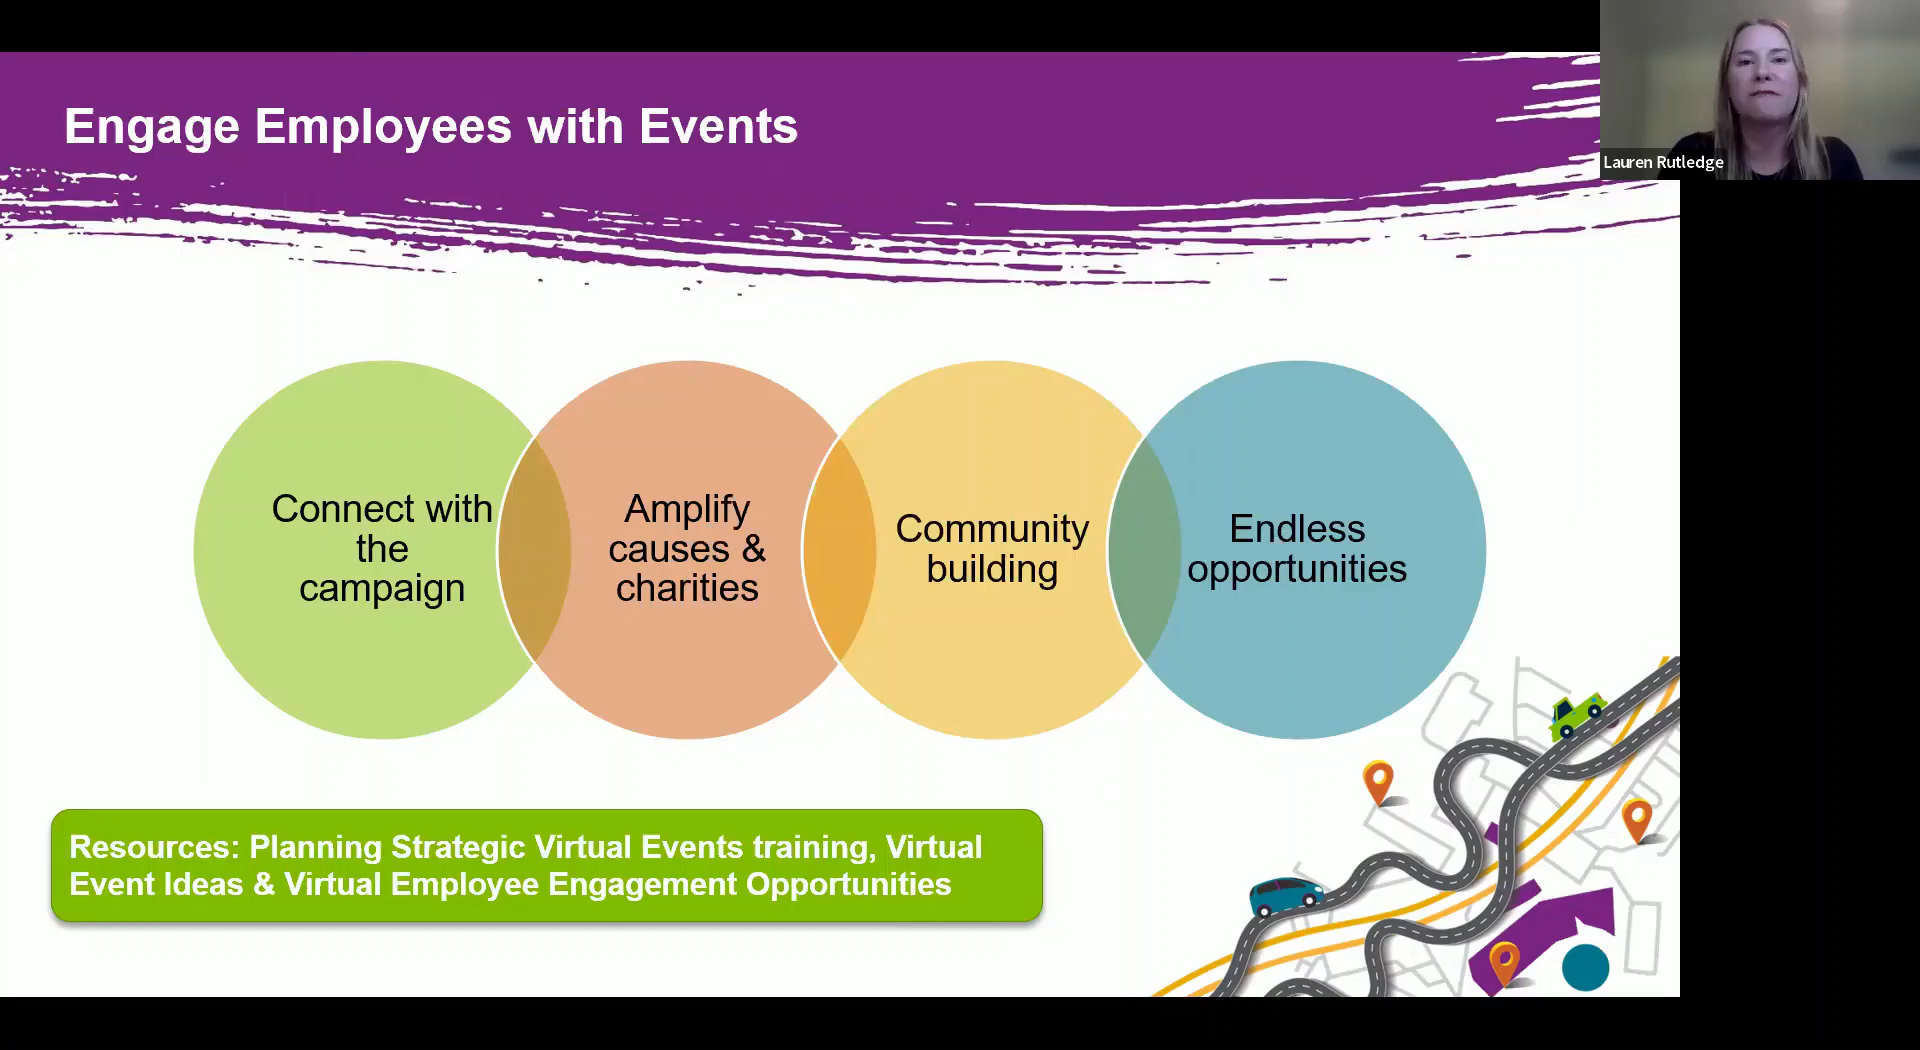 Engage Employees with Events
Lauren Rutledge
Connect with
the
campaign
Amplify
causes &
charities
Community
building
Endless
opportunities
Resources: Planning Strategic Virtual Events training, Virtual
Event Ideas & Virtual Employee Engagement Opportunities